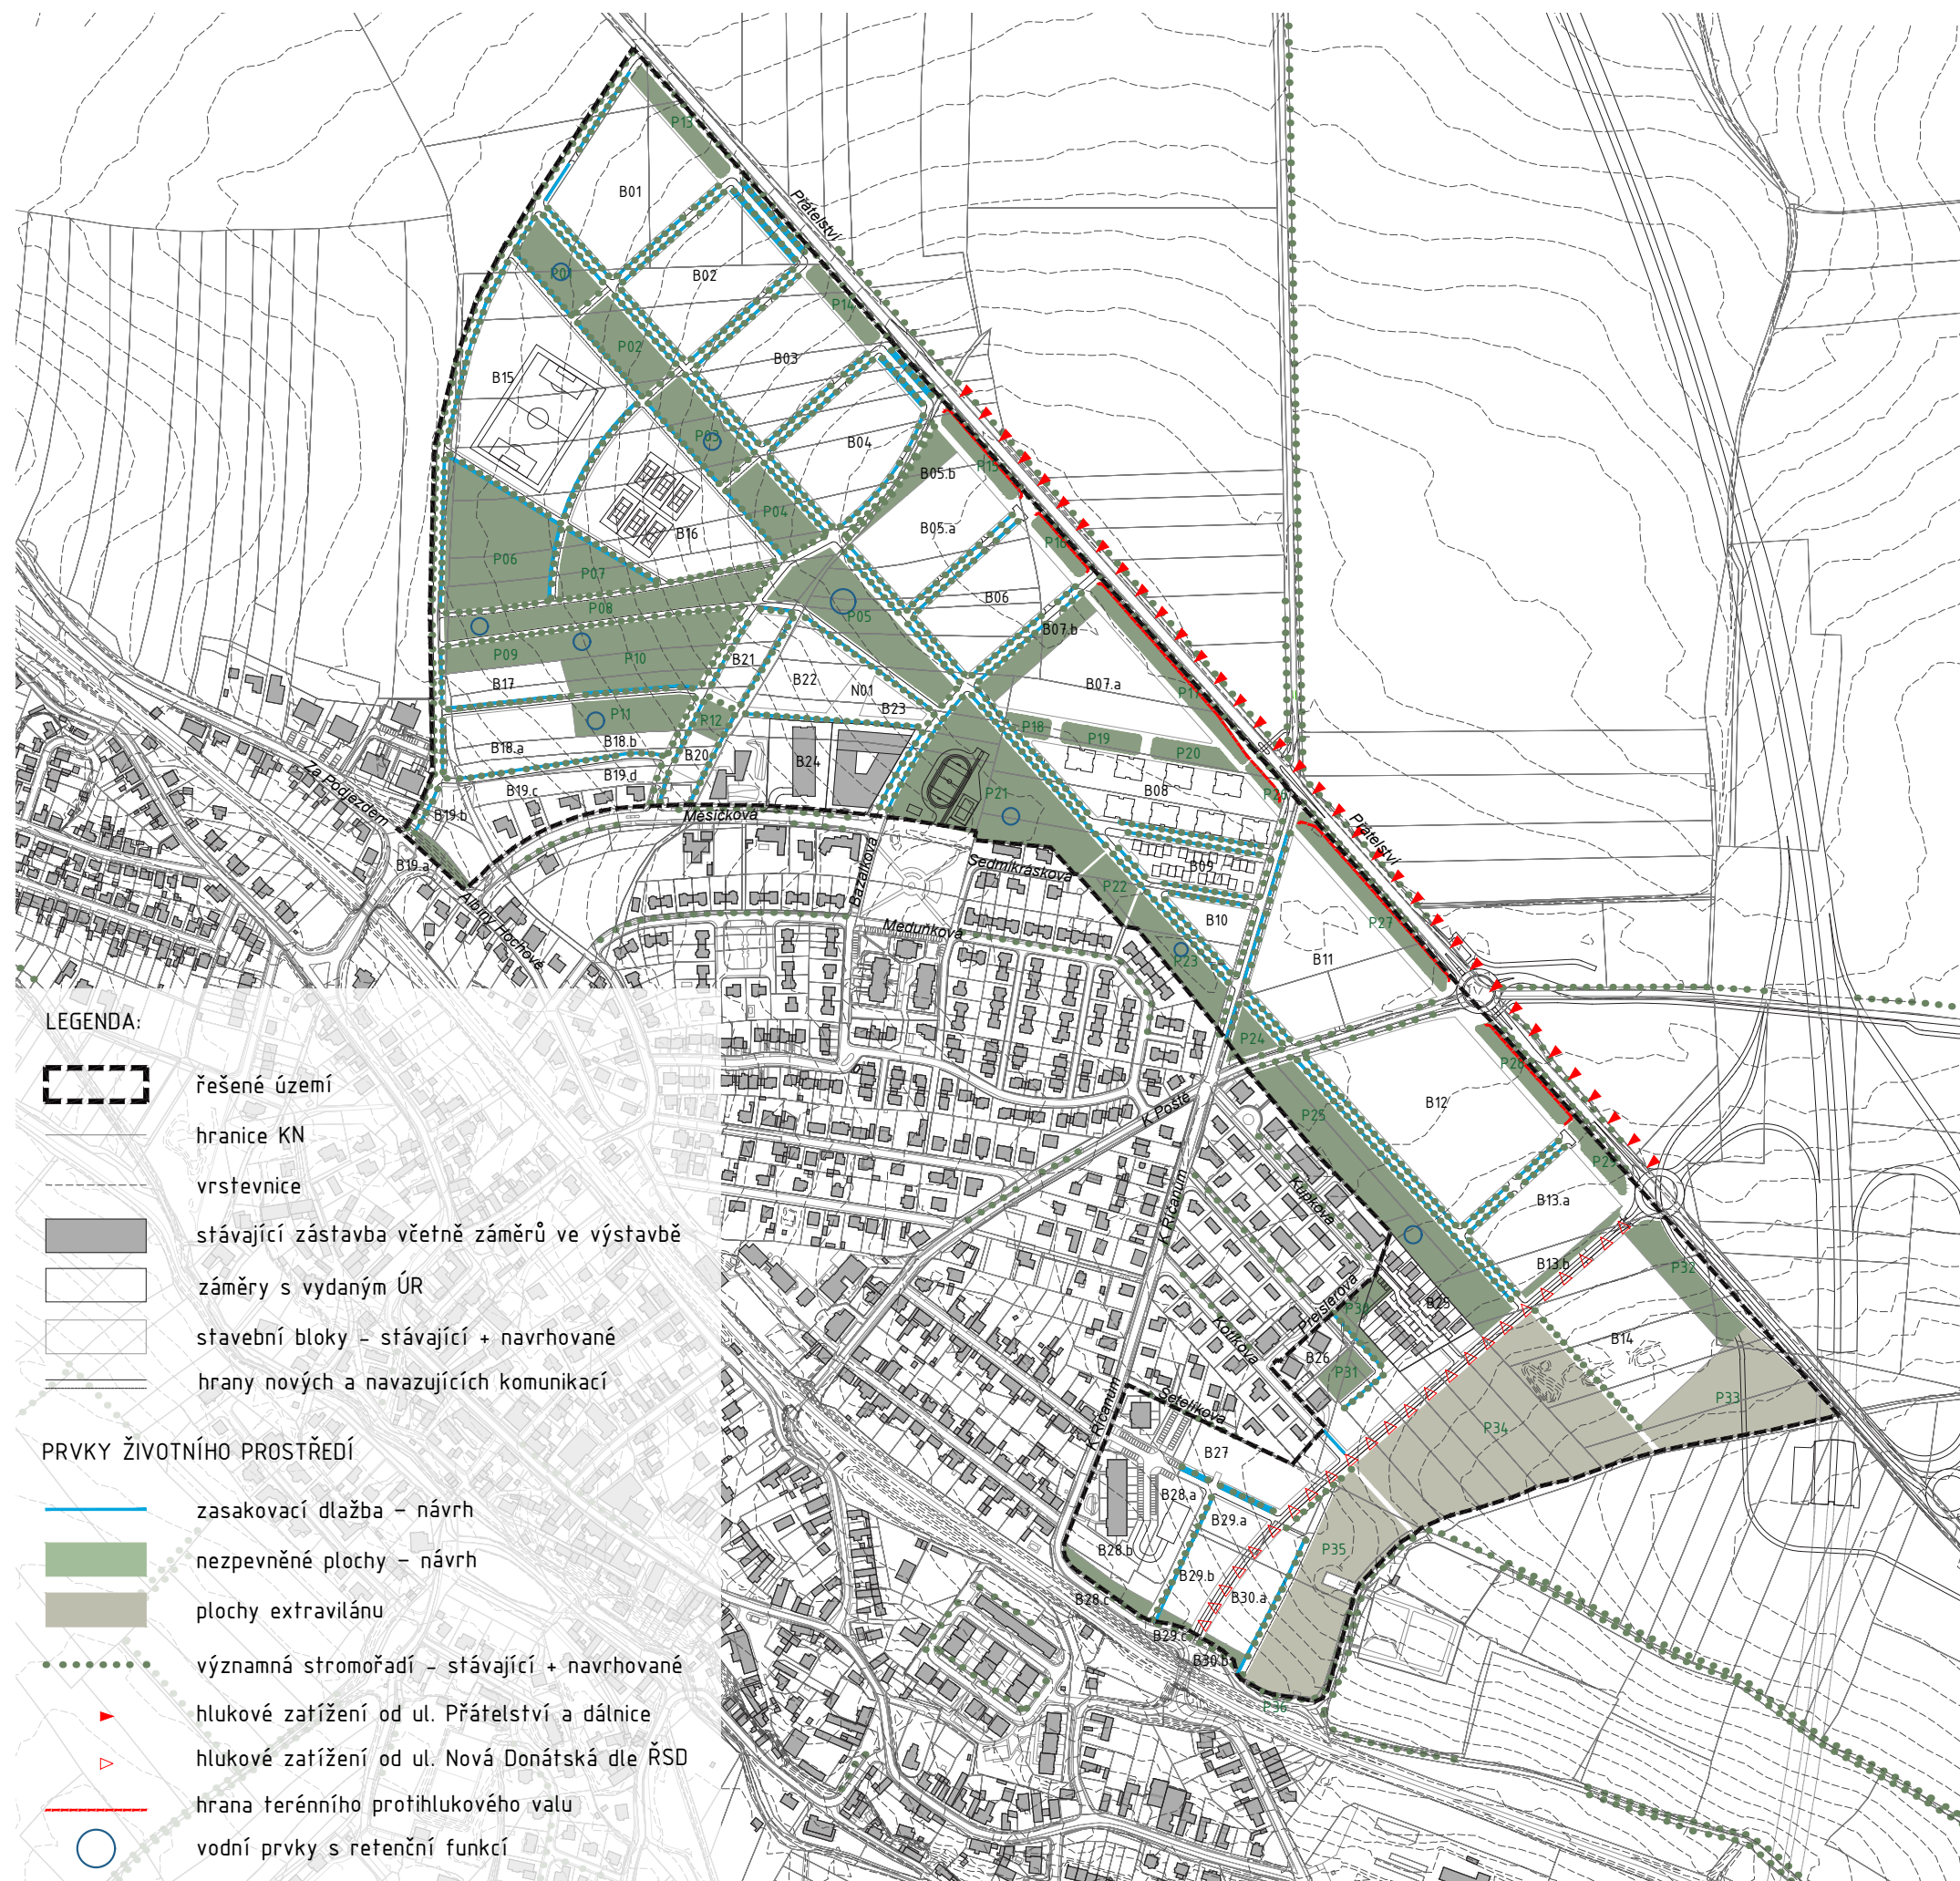 P13
B01
Přátelství
P01
B02
P14
P02
B03
B15
P03
B04
B05.b
P15
P04
B16
B05.a
P16
P06
P07
P08
B06
P05
B07.b
P09
P10
B21
B17
B22
N01
B07.a
P17
P11
P12
B23
P18
P19
P20
B18.a
B18.b
B20
B24
B19.d
B19.c
P21
B08
P26
Za Podjezdem
B19.b
Měsíčková
Přátelství
B19.a
Bazalková
Sedmikrásková
B09
P22
Albíny Hochové
Meduňková
B10
P27
P23
B11
P24
P28
B12
K Poště
P25
P29
K Říčanům
Kupkova
B13.a
B13.b
P32
Preislerova
P30
B25
Kotíkova
B26
B14
P31
P33
K Říčanům
Šetelíkova
P34
B27
B28.a
B29.a
B28.b
P35
B29.b
B30.a
B28.c
B29.c
B30.b
P36
LEGENDA:
řešené území
hranice KN
vrstevnice
stávající zástavba včetně záměrů ve výstavbě
záměry s vydaným ÚR
stavební bloky - stávající + navrhované
hrany nových a navazujících komunikací
PRVKY ŽIVOTNÍHO PROSTŘEDÍ
zasakovací dlažba – návrh
nezpevněné plochy – návrh
plochy extravilánu
významná stromořadí - stávající + navrhované
hlukové zatížení od ul. Přátelství a dálnice
hlukové zatížení od ul. Nová Donátská dle ŘSD
hrana terénního protihlukového valu
vodní prvky s retenční funkcí